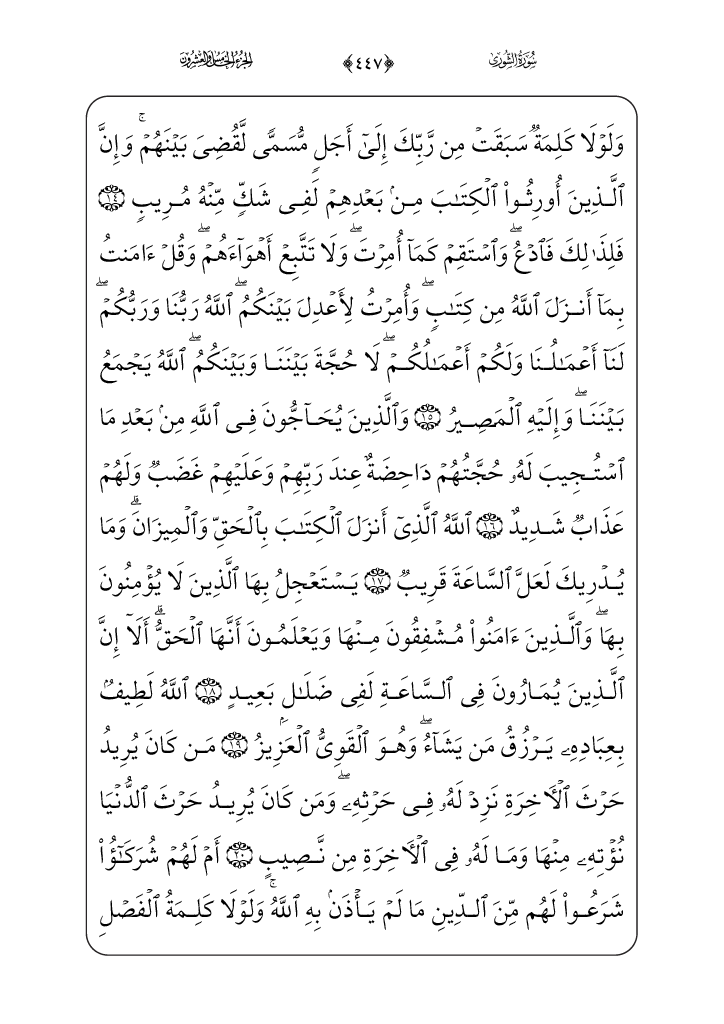 سُورَةُ الشُّورَى ﴿٤٤٧﴾ الجُزْءُ الخَامِسُ وَالعِشْرُونَ
وَلَوْلَا كَلِمَةٌ سَبَقَتْ مِن رَّبِّكَ إِلَىٰٓ أَجَلٍ مُّسَمًّى لَّقُضِىَ بَيْنَهُمْ ۚ وَإِنَّ
ٱلَّذِينَ أُورِثُوا۟ ٱلْكِتَـٰبَ مِنۢ بَعْدِهِمْ لَفِى شَكٍّ مِّنْهُ مُرِيبٍ ١٤
فَلِذَٰلِكَ فَٱدْعُ ۖ وَٱسْتَقِمْ كَمَآ أُمِرْتَ ۖ وَلَا تَتَّبِعْ أَهْوَآءَهُمْ ۖ وَقُلْ ءَامَنتُ
بِمَآ أَنزَلَ ٱللَّهُ مِن كِتَـٰبٍ ۖ وَأُمِرْتُ لِأَعْدِلَ بَيْنَكُمُ ۖ ٱللَّهُ رَبُّنَا وَرَبُّكُمْ ۖ
لَنَآ أَعْمَـٰلُنَا وَلَكُمْ أَعْمَـٰلُكُمْ ۖ لَا حُجَّةَ بَيْنَنَا وَبَيْنَكُمُ ۖ ٱللَّهُ يَجْمَعُ
بَيْنَنَا ۖ وَإِلَيْهِ ٱلْمَصِيرُ ١٥ وَٱلَّذِينَ يُحَآجُّونَ فِى ٱللَّهِ مِنۢ بَعْدِ مَا
ٱسْتُجِيبَ لَهُۥ حُجَّتُهُمْ دَاحِضَةٌ عِندَ رَبِّهِمْ وَعَلَيْهِمْ غَضَبٌ وَلَهُمْ
عَذَابٌ شَدِيدٌ ١٦ ٱللَّهُ ٱلَّذِىٓ أَنزَلَ ٱلْكِتَـٰبَ بِٱلْحَقِّ وَٱلْمِيزَانَ ۗ وَمَا
يُدْرِيكَ لَعَلَّ ٱلسَّاعَةَ قَرِيبٌ ١٧ يَسْتَعْجِلُ بِهَا ٱلَّذِينَ لَا يُؤْمِنُونَ
بِهَا ۖ وَٱلَّذِينَ ءَامَنُوا۟ مُشْفِقُونَ مِنْهَا وَيَعْلَمُونَ أَنَّهَا ٱلْحَقُّ ۗ أَلَآ إِنَّ
ٱلَّذِينَ يُمَارُونَ فِى ٱلسَّاعَةِ لَفِى ضَلَـٰلٍ بَعِيدٍ ١٨ ٱللَّهُ لَطِيفٌۢ
بِعِبَادِهِۦ يَرْزُقُ مَن يَشَآءُ ۖ وَهُوَ ٱلْقَوِىُّ ٱلْعَزِيزُ ١٩ مَن كَانَ يُرِيدُ
حَرْثَ ٱلْـَٔاخِرَةِ نَزِدْ لَهُۥ فِى حَرْثِهِۦ ۖ وَمَن كَانَ يُرِيدُ حَرْثَ ٱلدُّنْيَا
نُؤْتِهِۦ مِنْهَا وَمَا لَهُۥ فِى ٱلْـَٔاخِرَةِ مِن نَّصِيبٍ ٢٠ أَمْ لَهُمْ شُرَكَـٰٓؤُا۟
شَرَعُوا۟ لَهُم مِّنَ ٱلدِّينِ مَا لَمْ يَأْذَنۢ بِهِ ٱللَّهُ ۚ وَلَوْلَا كَلِمَةُ ٱلْفَصْلِ